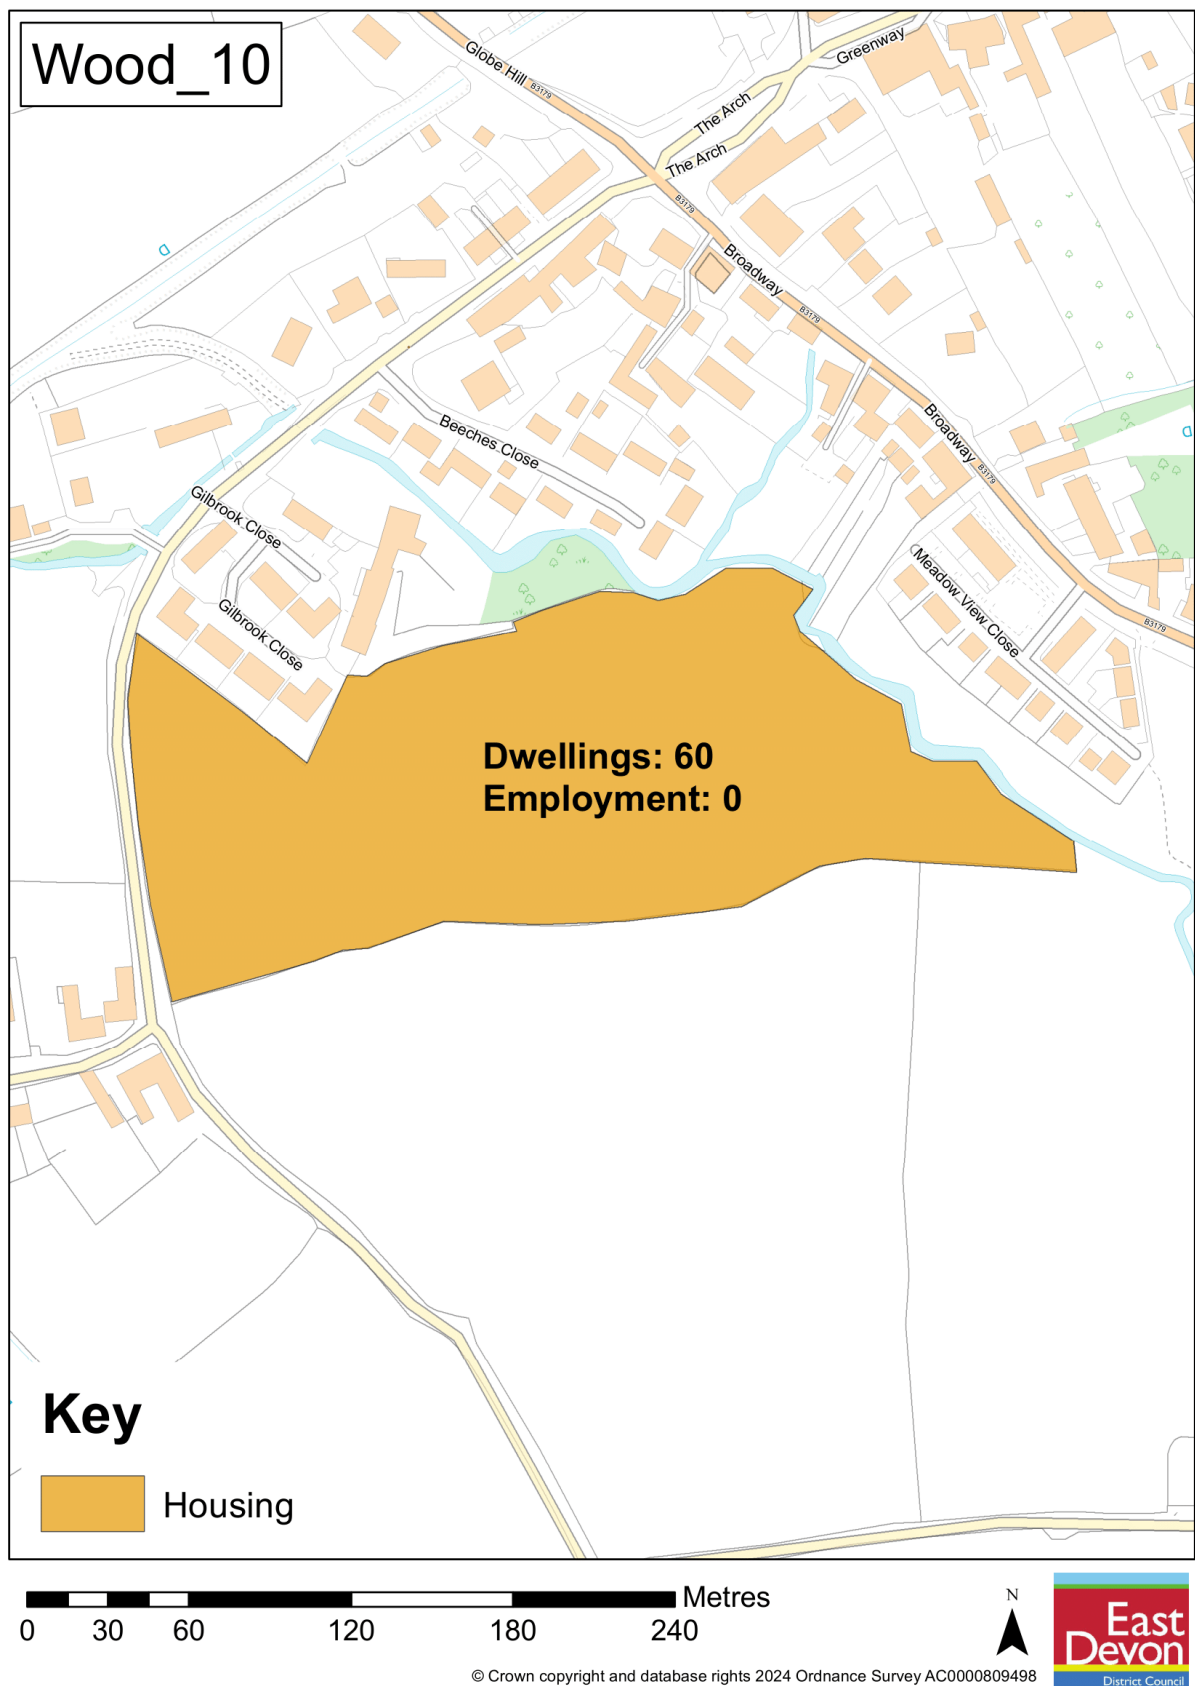 Wood_10
Globe Hill
B3179
Greenway
The Arch
The Arch
B3179
Broadway
B3179
Beeches Close
Broadway
B3179
Gilbrook Close
Meadow View Close
Gilbrook Close
B3179
Dwellings: 60
Employment: 0
Key
Housing
Metres
0 30 60 120 180 240
N
East
Devon
District Council
© Crown copyright and database rights 2024 Ordnance Survey AC0000809498